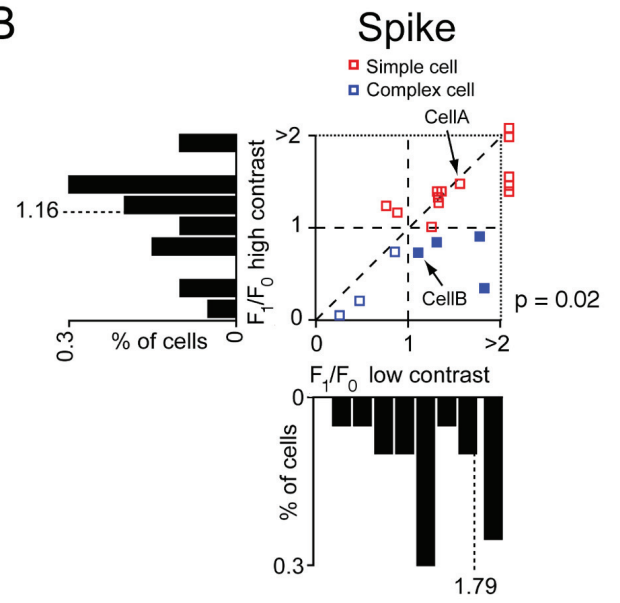 B
Spike
Simple cell
Complex cell
CellA
>2
1
0
F1/F0 high contrast
1.16
0.3
% of cells
0
CellB
p = 0.02
0
1
>2
F1/F0 low contrast
0
% of cells
0.3
1.79